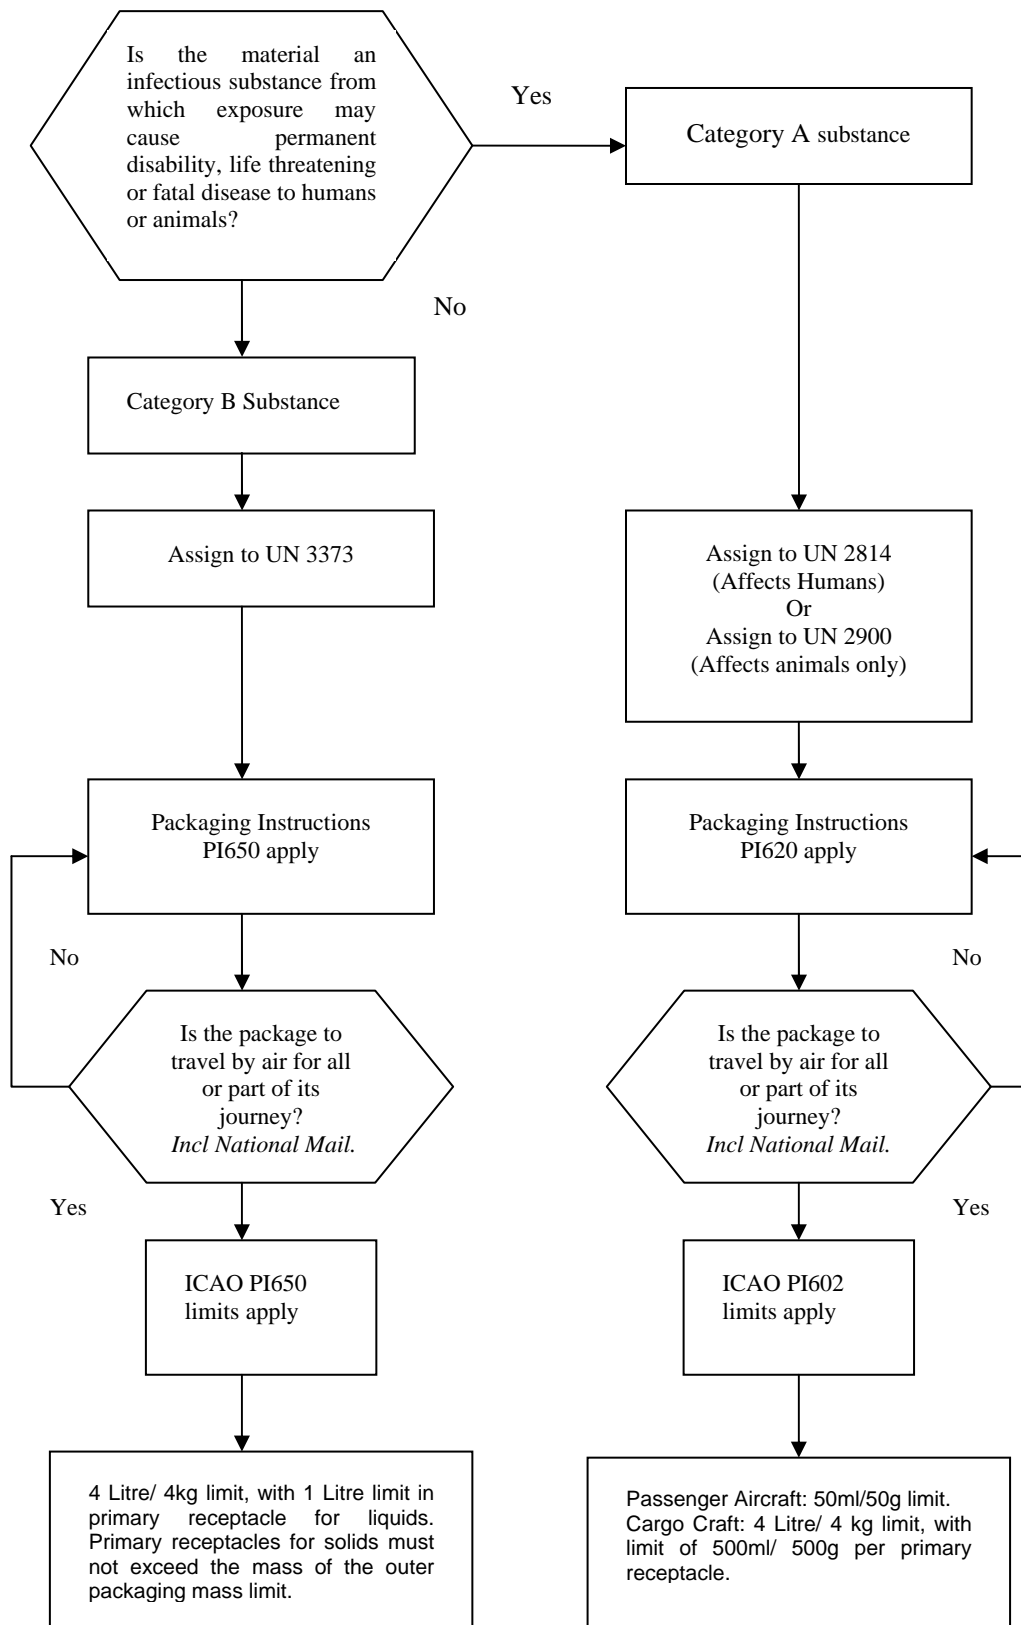 Is the material an
infectious substance from
which exposure may
cause permanent
disability, life threatening
or fatal disease to humans
or animals?
Yes
Category A substance
No
Category B Substance
Assign to UN 3373
Assign to UN 2814
(Affects Humans)
Or
Assign to UN 2900
(Affects animals only)
Packaging Instructions
PI650 apply
Packaging Instructions
PI620 apply
No
No
Is the package to
travel by air for all
or part of its
journey?
Incl National Mail.
Is the package to
travel by air for all
or part of its
journey?
Incl National Mail.
Yes
Yes
ICAO PI650
limits apply
ICAO PI602
limits apply
4 Litre/ 4kg limit, with 1 Litre limit in
primary receptacle for liquids.
Primary receptacles for solids must
not exceed the mass of the outer
packaging mass limit.
Passenger Aircraft: 50ml/50g limit.
Cargo Craft: 4 Litre/ 4 kg limit, with
limit of 500ml/ 500g per primary
receptacle.